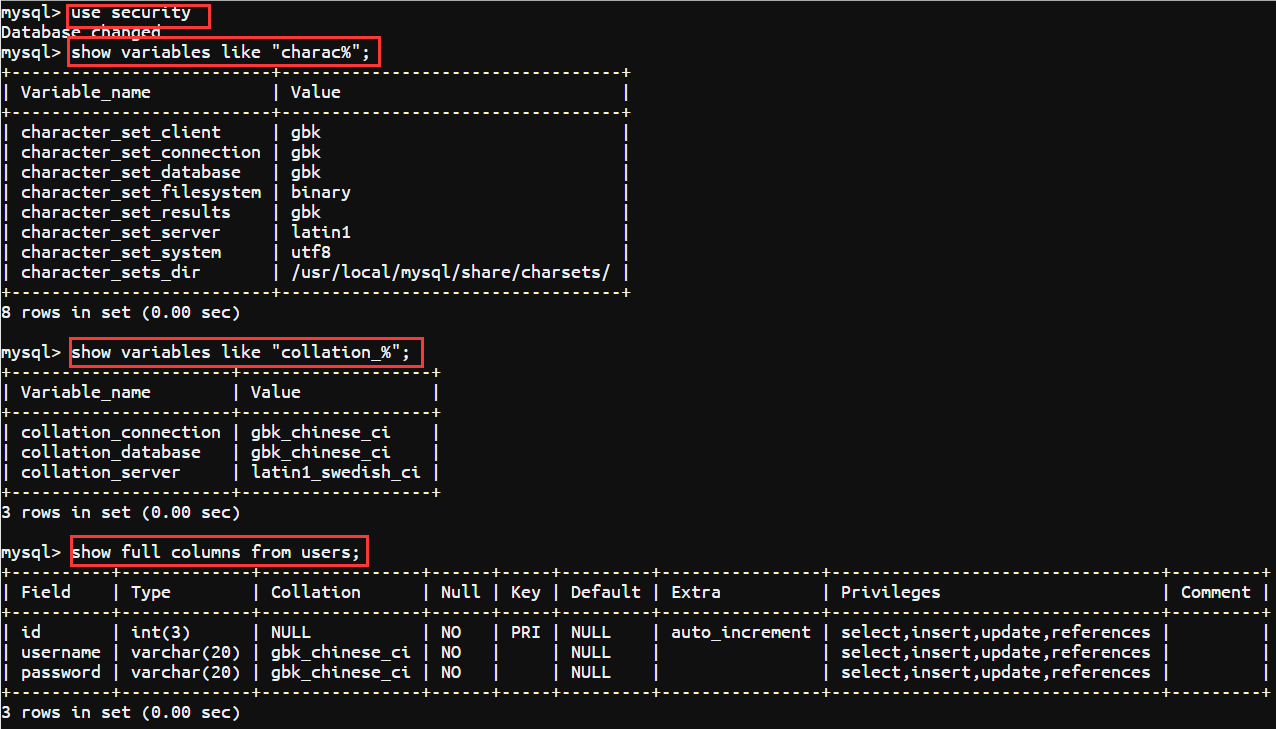 mysql> use security
Database changed
mysql> show variables like "charac%";
+--------------------------+----------------------------------+
| Variable_name            | Value                            |
+--------------------------+----------------------------------+
| character_set_client     | gbk                              |
| character_set_connection | gbk                              |
| character_set_database   | gbk                              |
| character_set_filesystem | binary                           |
| character_set_results    | gbk                              |
| character_set_server     | latin1                           |
| character_set_system     | utf8                             |
| character_sets_dir       | /usr/local/mysql/share/charsets/ |
+--------------------------+----------------------------------+
8 rows in set (0.00 sec)
mysql> show variables like "collation_%";
+----------------------+-------------------+
| Variable_name        | Value             |
+----------------------+-------------------+
| collation_connection | gbk_chinese_ci    |
| collation_database   | gbk_chinese_ci    |
| collation_server     | latin1_swedish_ci |
+----------------------+-------------------+
3 rows in set (0.00 sec)
mysql> show full columns from users;
+----------+-------------+----------------+------+-----+---------+----------------+---------------------------------+---------+
| Field    | Type        | Collation      | Null | Key | Default | Extra          | Privileges                      | Comment |
+----------+-------------+----------------+------+-----+---------+----------------+---------------------------------+---------+
| id       | int(3)      | NULL           | NO   | PRI | NULL    | auto_increment | select,insert,update,references |         |
| username | varchar(20) | gbk_chinese_ci | NO   |     | NULL    |                | select,insert,update,references |         |
| password | varchar(20) | gbk_chinese_ci | NO   |     | NULL    |                | select,insert,update,references |         |
+----------+-------------+----------------+------+-----+---------+----------------+---------------------------------+---------+
3 rows in set (0.00 sec)